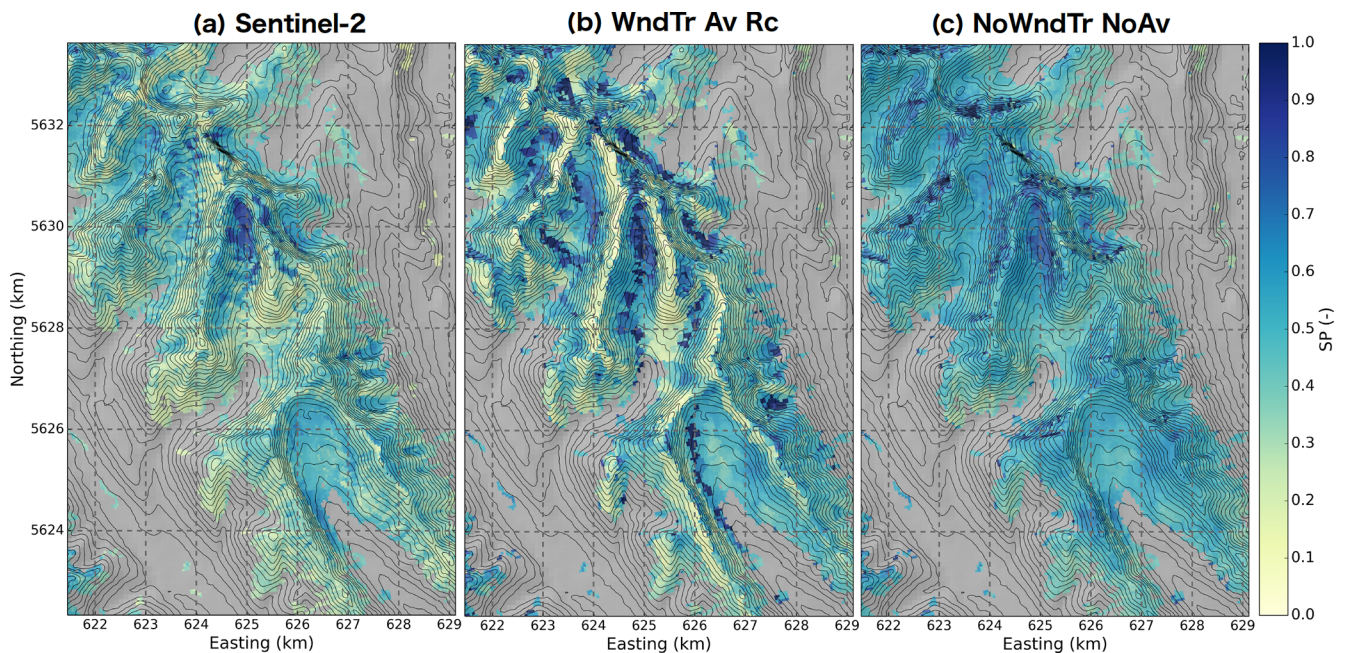 (a) Sentinel-2
(b) WndTr Av Rc
(c) NoWndTr NoAv
1.0
0.9
0.8
0.7
0.6
0.5
0.4
0.3
0.2
0.1
0.0
SP (-)
Northing (km)
5632
5630
5628
5626
5624
622 623 624 625 626 627 628 629
622 623 624 625 626 627 628 629
622 623 624 625 626 627 628 629
Easting (km)
Easting (km)
Easting (km)